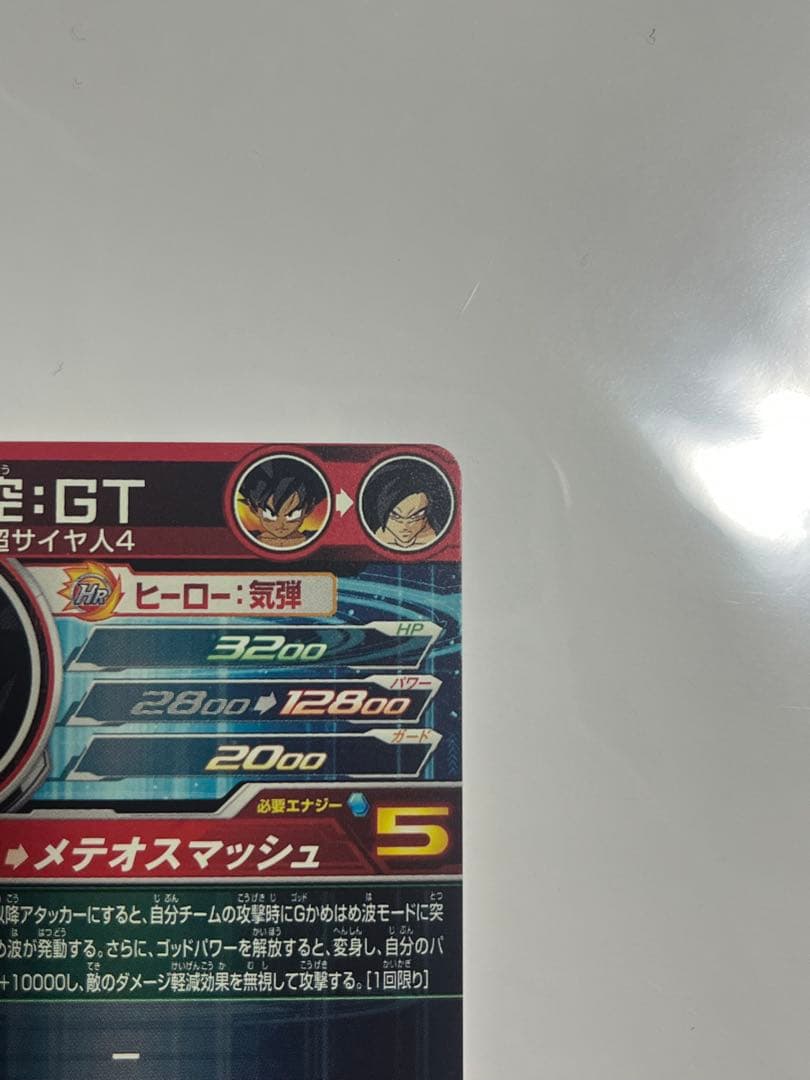 空:GT
超サイヤ人4
HR ヒーロー:気弾
HP
3200
パワー
2800➡12800
ガード
2000
必要エナジー 5
➡メテオスマッシュ
以降アタッカーにすると、自分チームの攻撃時にGかめはめ波モードに突
め波が発動する。さらに、ゴッドパワーを解放すると、変身し、自分のパ
+10000し、敵のダメージ軽減効果を無視して攻撃する。[1回限り]
ー